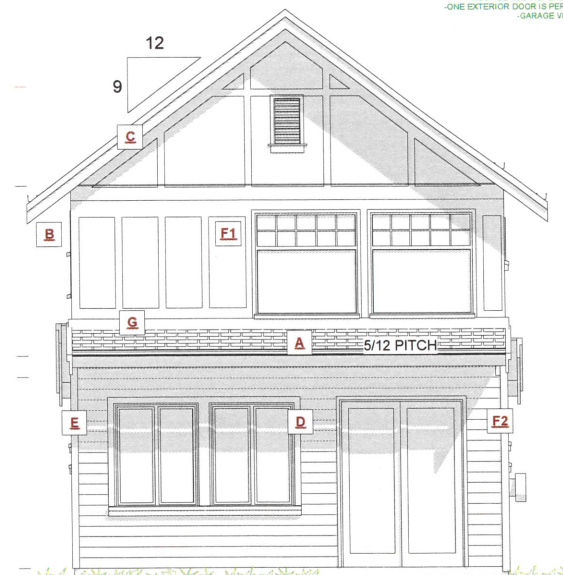 -ONE EXTERIOR DOOR IS PER
-GARAGE
12
9
C
B
F1
G
A
5/12 PITCH
E
D
F2